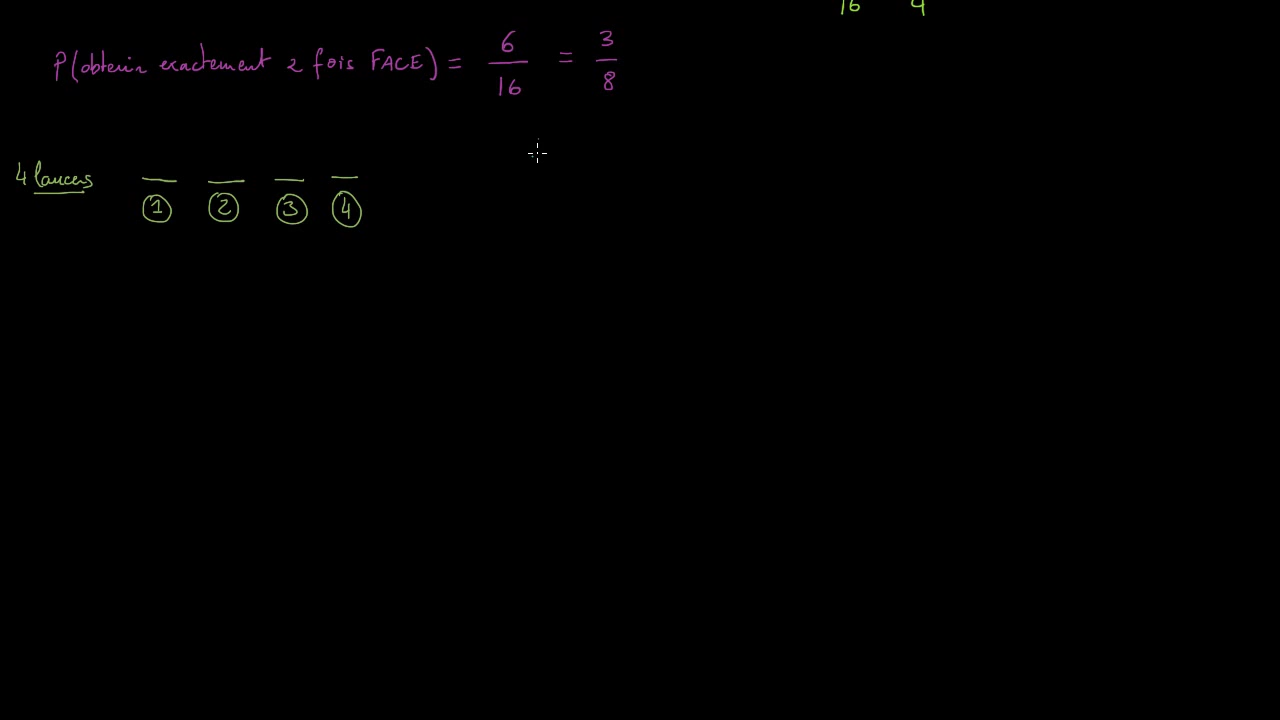 16 4
P(obtenir exactement 2 fois FACE) = 6/16 = 3/8
4 lancers
1 2 3 4